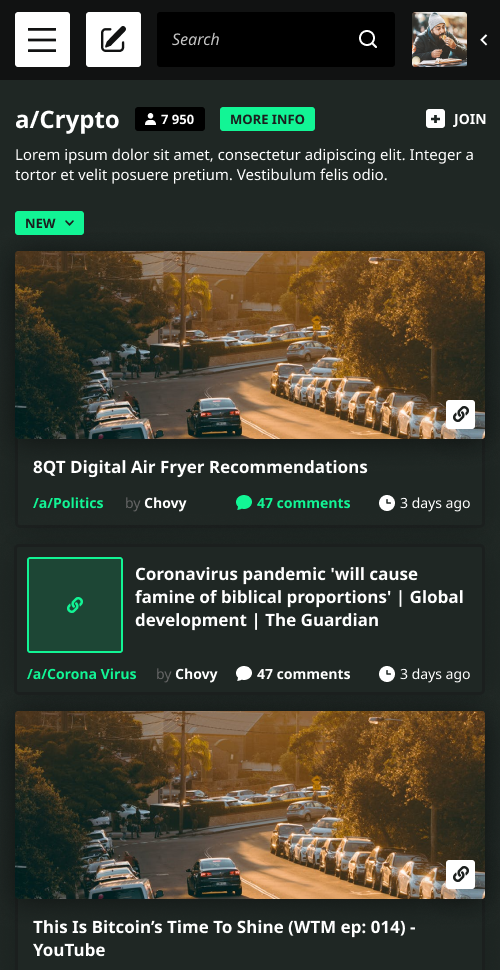 Search
a/Crypto
7 950
MORE INFO
JOIN
Lorem ipsum dolor sit amet, consectetur adipiscing elit. Integer a
tortor et velit posuere pretium. Vestibulum felis odio.
NEW
8QT Digital Air Fryer Recommendations
/a/Politics by Chovy 47 comments 3 days ago
Coronavirus pandemic 'will cause
famine of biblical proportions' | Global
development | The Guardian
/a/Corona Virus by Chovy 47 comments 3 days ago
This Is Bitcoin’s Time To Shine (WTM ep: 014) -
YouTube